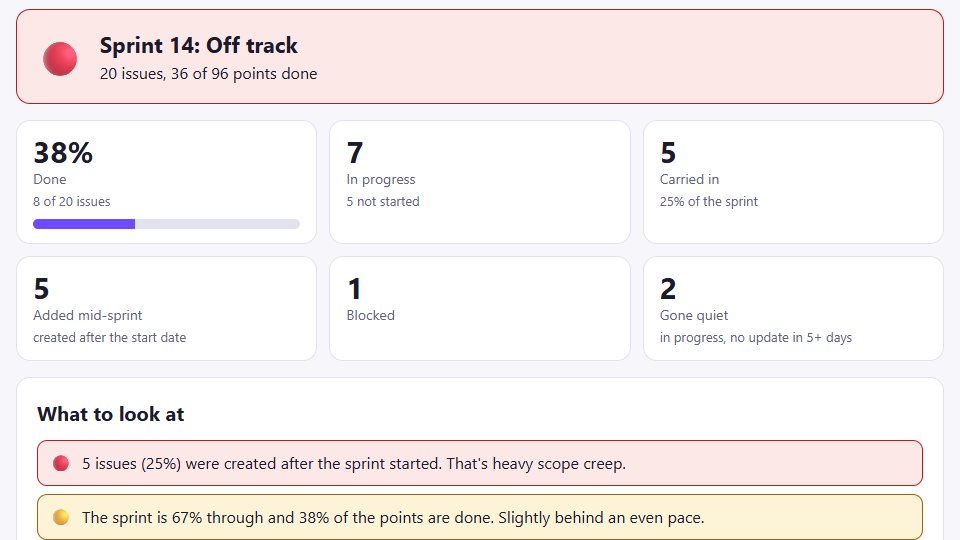 Sprint 14: Off track
20 issues, 36 of 96 points done
38%
Done
8 of 20 issues
7
In progress
5 not started
5
Carried in
25% of the sprint
5
Added mid-sprint
created after the start date
1
Blocked
2
Gone quiet
in progress, no update in 5+ days
What to look at
5 issues (25%) were created after the sprint started. That's heavy scope creep.
The sprint is 67% through and 38% of the points are done. Slightly behind an even pace.